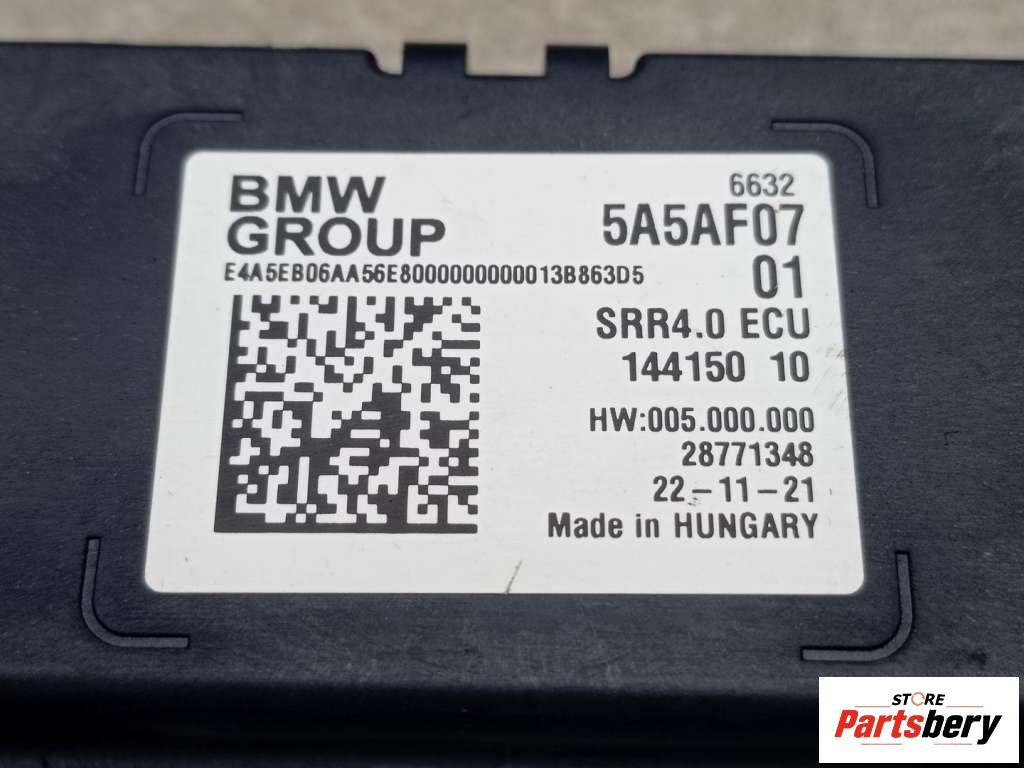 BMW
GROUP
E4A5EB06AA56E8000000000013B863D5
6632
5A5AF07
01
SRR4.0 ECU
144150 10
HW:005.000.000
28771348
22-11-21
Made in HUNGARY
STORE
Partsbery